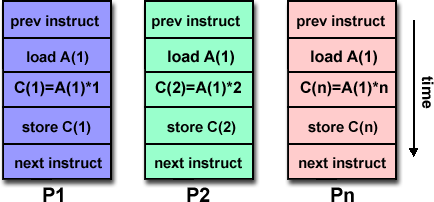 prev instruct
load A(1)
C(1)=A(1)*1
store C(1)
next instruct
P1
prev instruct
load A(1)
C(2)=A(1)*2
store C(2)
next instruct
P2
prev instruct
load A(1)
C(n)=A(1)*n
store C(n)
next instruct
Pn
time